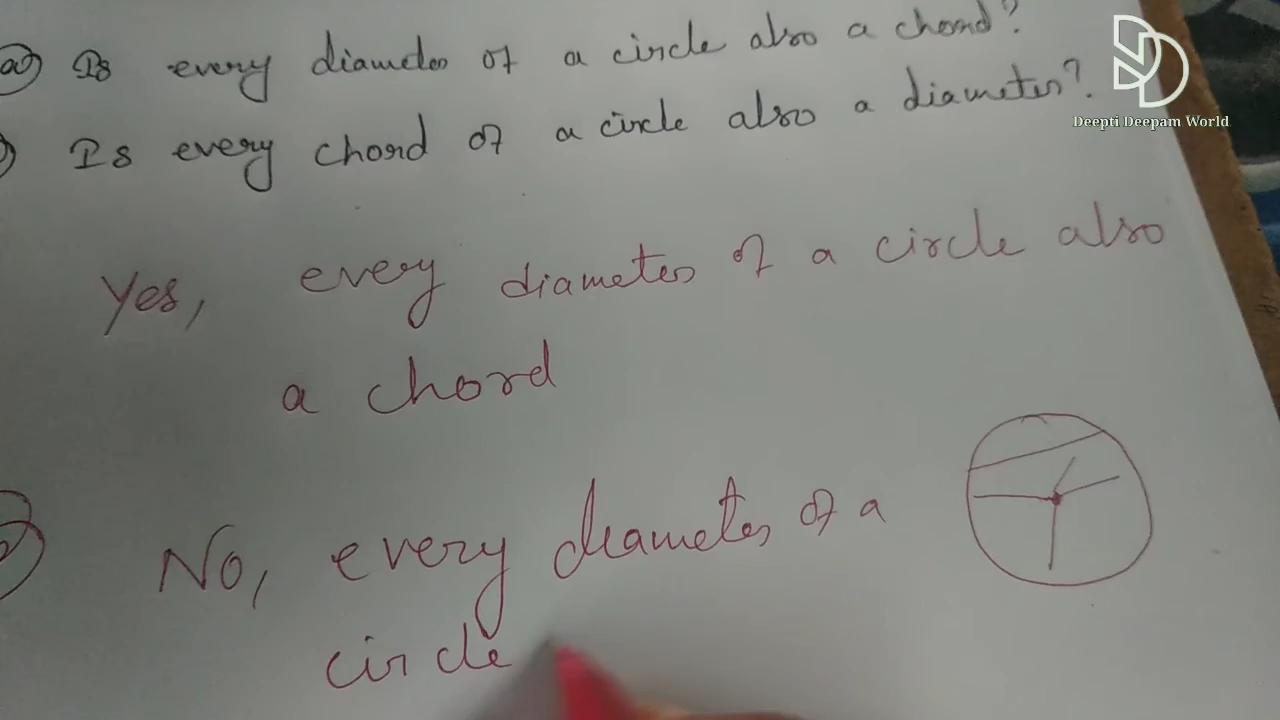 a) Is every diameter of a circle also a chord?
Is every chord of a circle also a diameter?
Deepti Deepam World
Yes, every diameter of a circle also
a chord
No, every diameter of a
circle